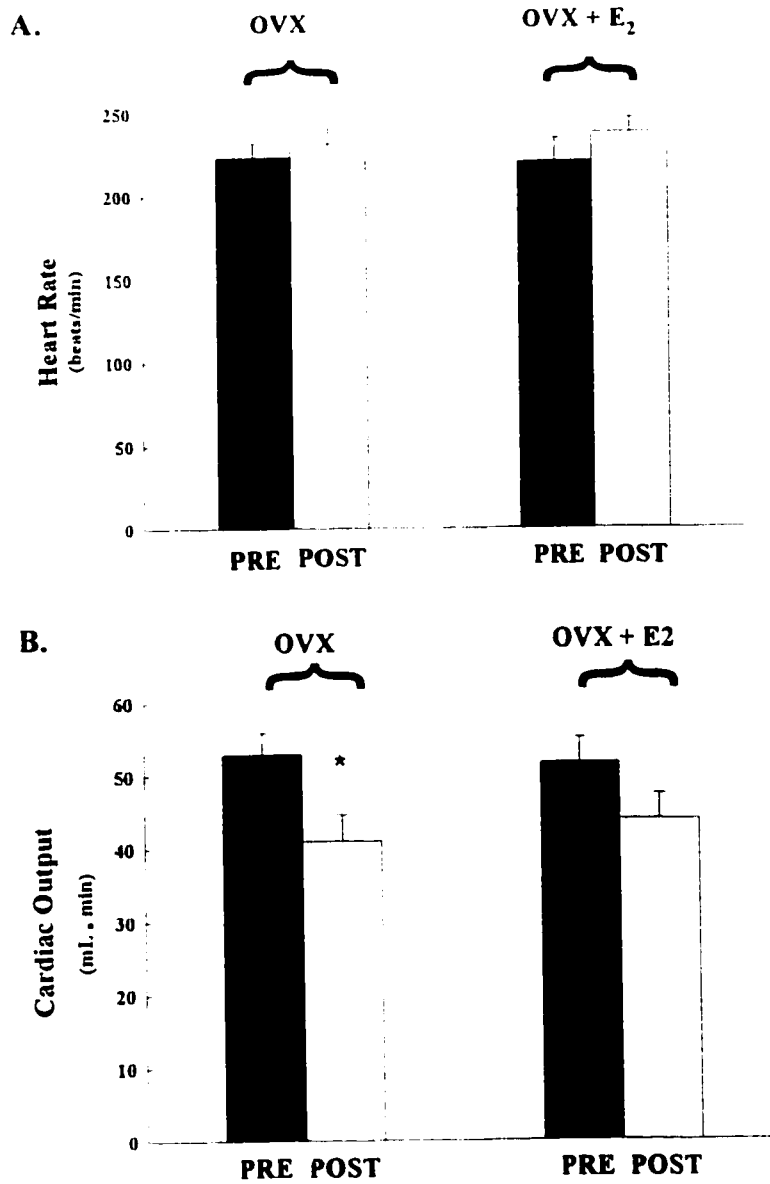 A.
OVX
OVX + E₂
250
200
150
100
50
0
Heart Rate
(beats/min)
PRE POST
PRE POST
B.
OVX
OVX + E2
60
50
40
30
20
10
0
*
Cardiac Output
(mL . min)
PRE POST
PRE POST